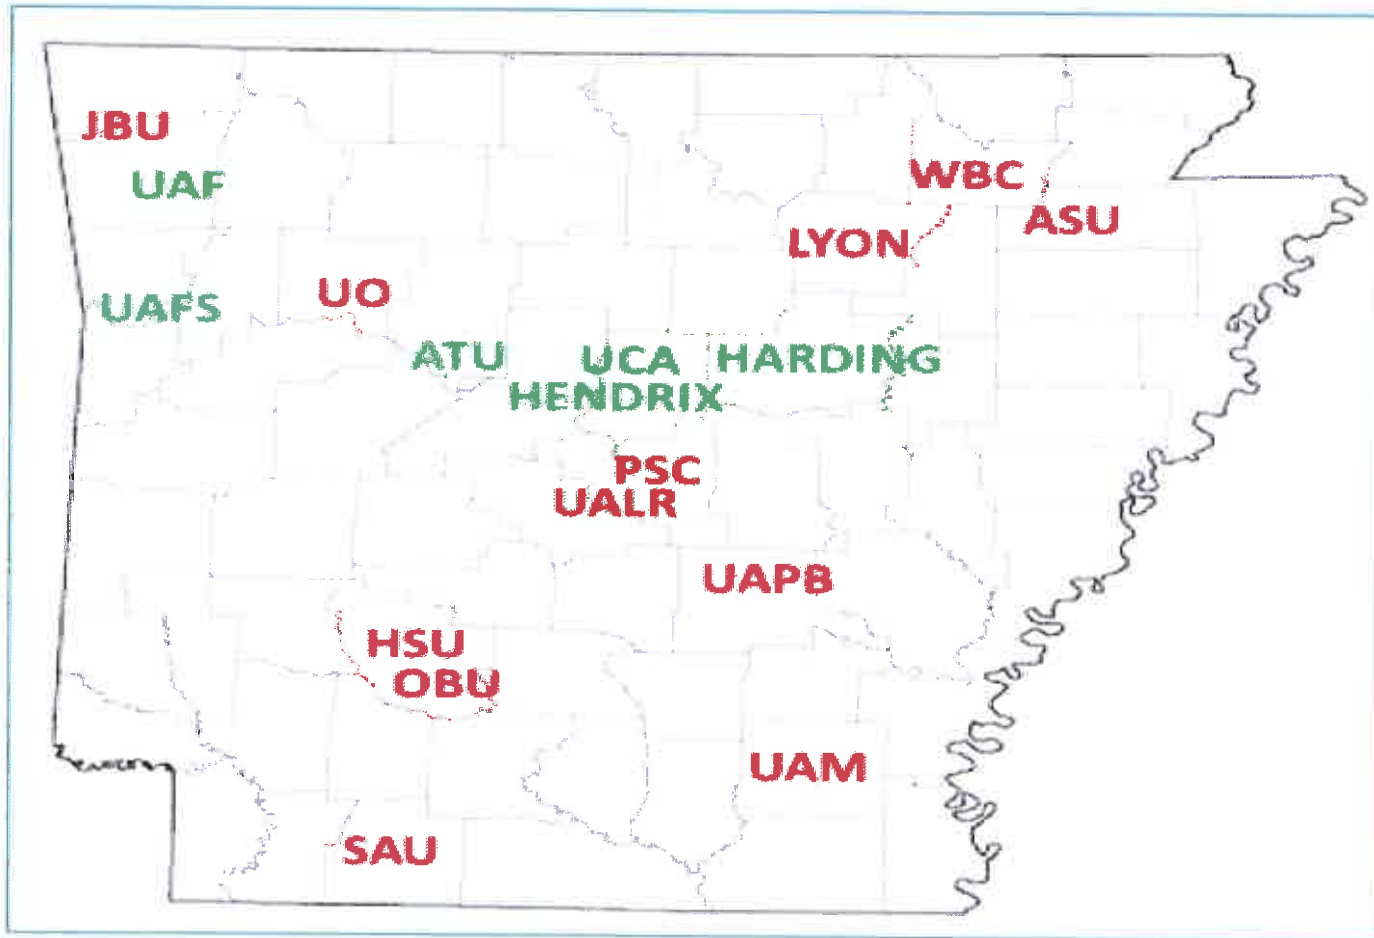 JBU
UAF
WBC
ASU
LYON
UO
UAFS
ATU
UCA
HARDING
HENDRIX
PSC
UALR
UAPB
HSU
OBU
UAM
SAU